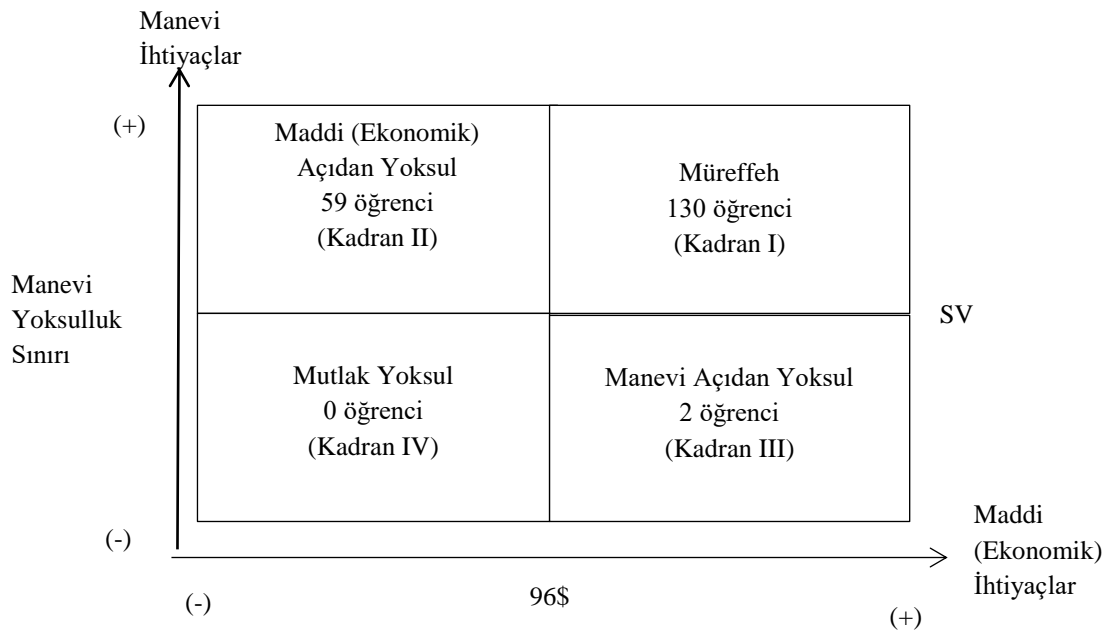 Manevi
İhtiyaçlar
(+)
Maddi (Ekonomik)
Açıdan Yoksul
59 öğrenci
(Kadran II)
Müreffeh
130 öğrenci
(Kadran I)
Manevi
Yoksulluk
Sınırı
SV
Mutlak Yoksul
0 öğrenci
(Kadran IV)
Manevi Açıdan Yoksul
2 öğrenci
(Kadran III)
(-)
Maddi
(Ekonomik)
İhtiyaçlar
(-)
96$
(+)